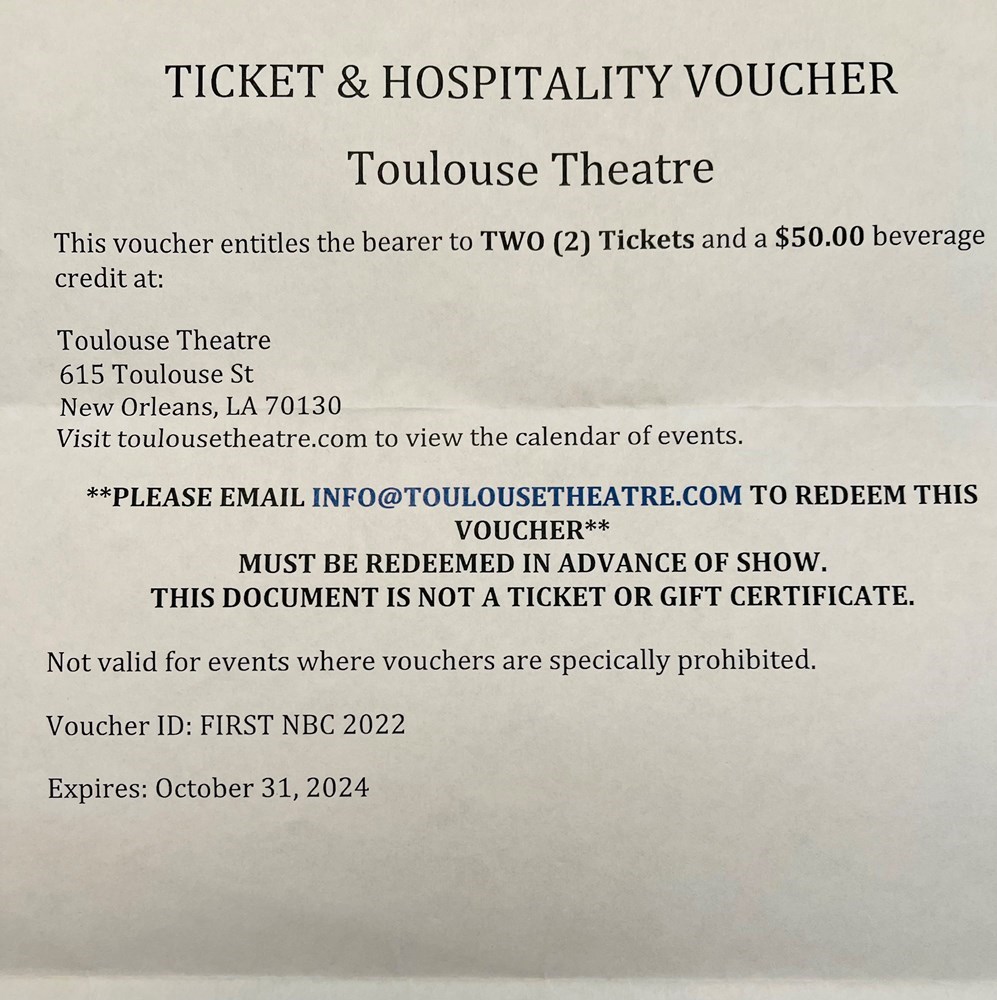 TICKET & HOSPITALITY VOUCHER
Toulouse Theatre
This voucher entitles the bearer to TWO (2) Tickets and a $50.00 beverage
credit at:
Toulouse Theatre
615 Toulouse St
New Orleans, LA 70130
Visit toulousetheatre.com to view the calendar of events.
**PLEASE EMAIL INFO@TOULOUSETHEATRE.COM TO REDEEM THIS
VOUCHER**
MUST BE REDEEMED IN ADVANCE OF SHOW.
THIS DOCUMENT IS NOT A TICKET OR GIFT CERTIFICATE.
Not valid for events where vouchers are specically prohibited.
Voucher ID: FIRST NBC 2022
Expires: October 31, 2024